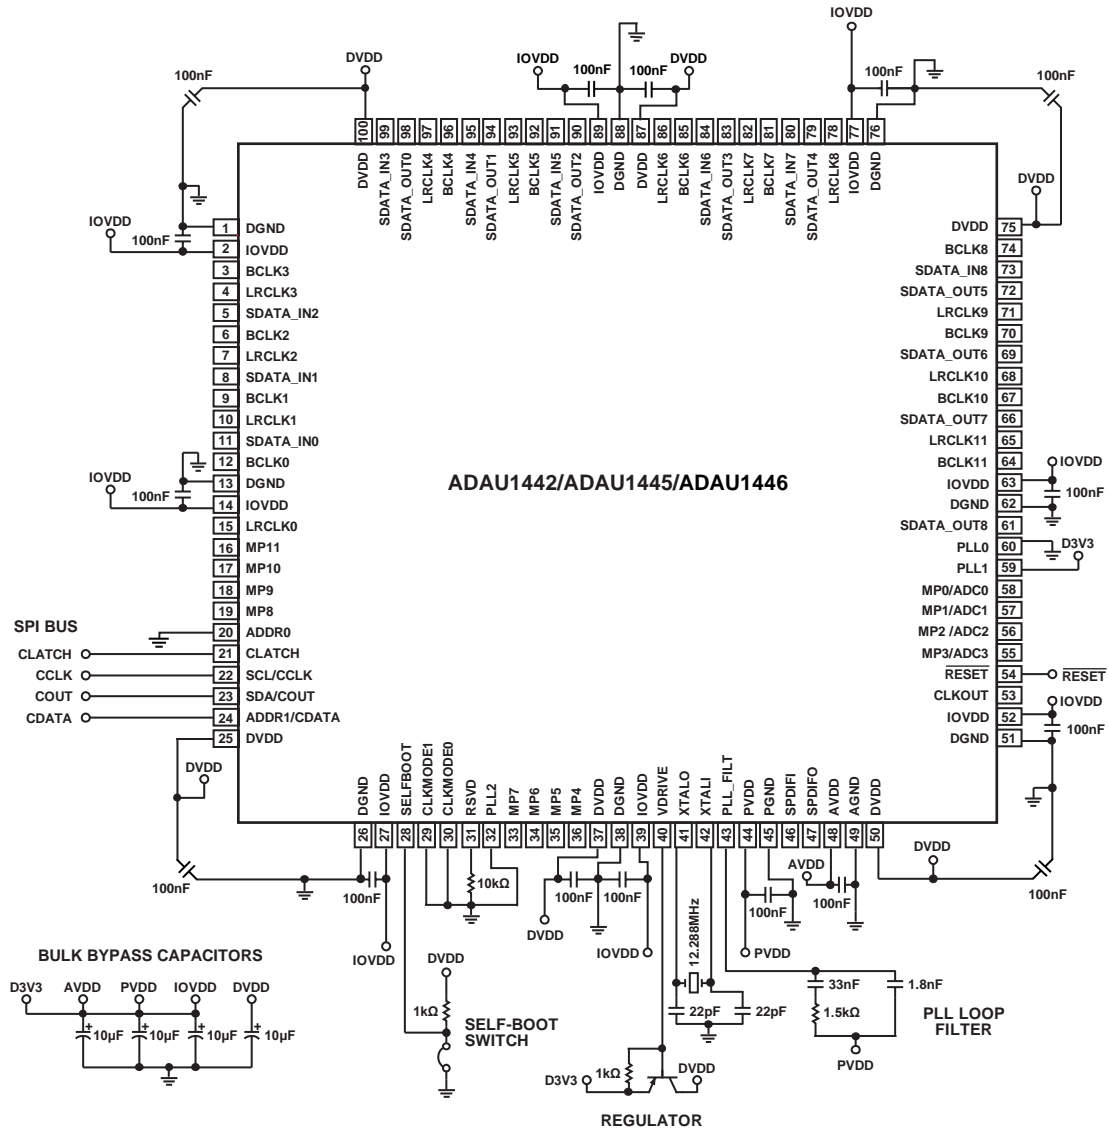 IOVDD
DVDD
IOVDD
DVDD
100nF
100nF
100nF
100nF
100nF
100
99
98
97
96
95
94
93
92
91
90
89
88
87
86
85
84
83
82
81
80
79
78
77
76
DVDD
SDATA_IN3
SDATA_OUT0
LRCLK4
BCLK4
SDATA_IN4
SDATA_OUT1
LRCLK5
BCLK5
SDATA_IN5
SDATA_OUT2
IOVDD
DGND
DVDD
LRCLK6
BCLK6
SDATA_IN6
SDATA_OUT3
LRCLK7
BCLK7
SDATA_IN7
SDATA_OUT4
LRCLK8
IOVDD
DGND
IOVDD
100nF
1 DGND
2 IOVDD
3 BCLK3
4 LRCLK3
5 SDATA_IN2
6 BCLK2
7 LRCLK2
8 SDATA_IN1
9 BCLK1
10 LRCLK1
11 SDATA_IN0
12 BCLK0
13 DGND
14 IOVDD
15 LRCLK0
16 MP11
17 MP10
18 MP9
19 MP8
20 ADDR0
21 CLATCH
22 SCL/CCLK
23 SDA/COUT
24 ADDR1/CDATA
25 DVDD
IOVDD
100nF
SPI BUS
CLATCH
CCLK
COUT
CDATA
DVDD
100nF
ADAU1442/ADAU1445/ADAU1446
DVDD
DVDD 75
BCLK8 74
SDATA_IN8 73
SDATA_OUT5 72
LRCLK9 71
BCLK9 70
SDATA_OUT6 69
LRCLK10 68
BCLK10 67
SDATA_OUT7 66
LRCLK11 65
BCLK11 64
IOVDD 63
DGND 62
SDATA_OUT8 61
PLL0 60
PLL1 59
MP0/ADC0 58
MP1/ADC1 57
MP2 /ADC2 56
MP3/ADC3 55
RESET 54
CLKOUT 53
IOVDD 52
DGND 51
IOVDD
100nF
D3V3
RESET
IOVDD
100nF
DGND
IOVDD
SELFBOOT
CLKMODE1
CLKMODE0
RSVD
PLL2
MP7
MP6
MP5
MP4
DVDD
DGND
IOVDD
VDRIVE
XTALO
XTALI
PLL_FILT
PVDD
PGND
SPDIFI
SPDIFO
AVDD
AGND
DVDD
26
27
28
29
30
31
32
33
34
35
36
37
38
39
40
41
42
43
44
45
46
47
48
49
50
100nF
IOVDD
10kΩ
100nF
100nF
DVDD
IOVDD
12.288MHz
22pF
22pF
100nF
PVDD
AVDD
100nF
DVDD
100nF
BULK BYPASS CAPACITORS
D3V3
AVDD
PVDD
IOVDD
DVDD
10µF
10µF
10µF
10µF
DVDD
1kΩ
SELF-BOOT
SWITCH
D3V3
1kΩ
DVDD
REGULATOR
33nF
1.8nF
1.5kΩ
PVDD
PLL LOOP
FILTER